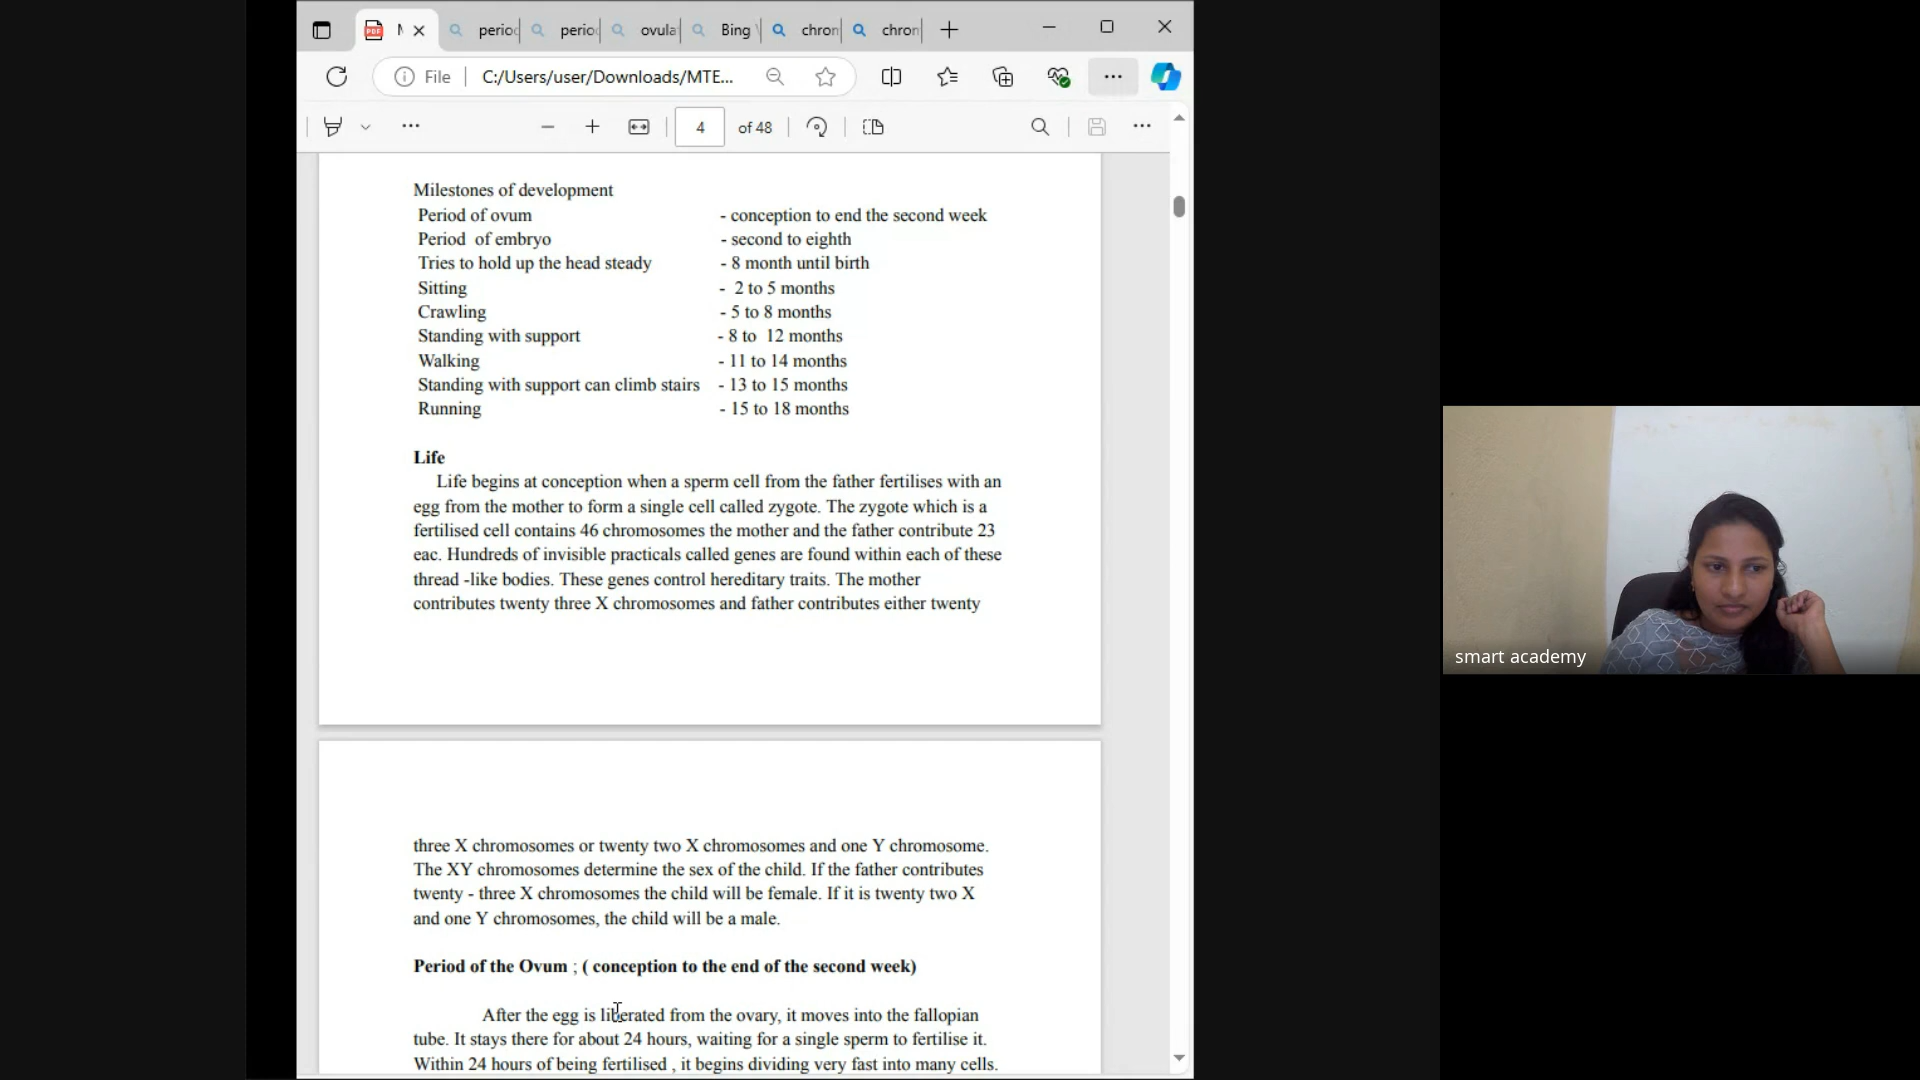 M
perio
perio
ovula
Bing V
chron
chron
File
C:/Users/user/Downloads/MTE...
4
of 48
Milestones of development
Period of ovum - conception to end the second week
Period of embryo - second to eighth
Tries to hold up the head steady - 8 month until birth
Sitting - 2 to 5 months
Crawling - 5 to 8 months
Standing with support - 8 to 12 months
Walking - 11 to 14 months
Standing with support can climb stairs - 13 to 15 months
Running - 15 to 18 months
Life
Life begins at conception when a sperm cell from the father fertilises with an
egg from the mother to form a single cell called zygote. The zygote which is a
fertilised cell contains 46 chromosomes the mother and the father contribute 23
eac. Hundreds of invisible practicals called genes are found within each of these
thread -like bodies. These genes control hereditary traits. The mother
contributes twenty three X chromosomes and father contributes either twenty
three X chromosomes or twenty two X chromosomes and one Y chromosome.
The XY chromosomes determine the sex of the child. If the father contributes
twenty - three X chromosomes the child will be female. If it is twenty two X
and one Y chromosomes, the child will be a male.
Period of the Ovum ; ( conception to the end of the second week)
After the egg is liberated from the ovary, it moves into the fallopian
tube. It stays there for about 24 hours, waiting for a single sperm to fertilise it.
Within 24 hours of being fertilised , it begins dividing very fast into many cells.
smart academy